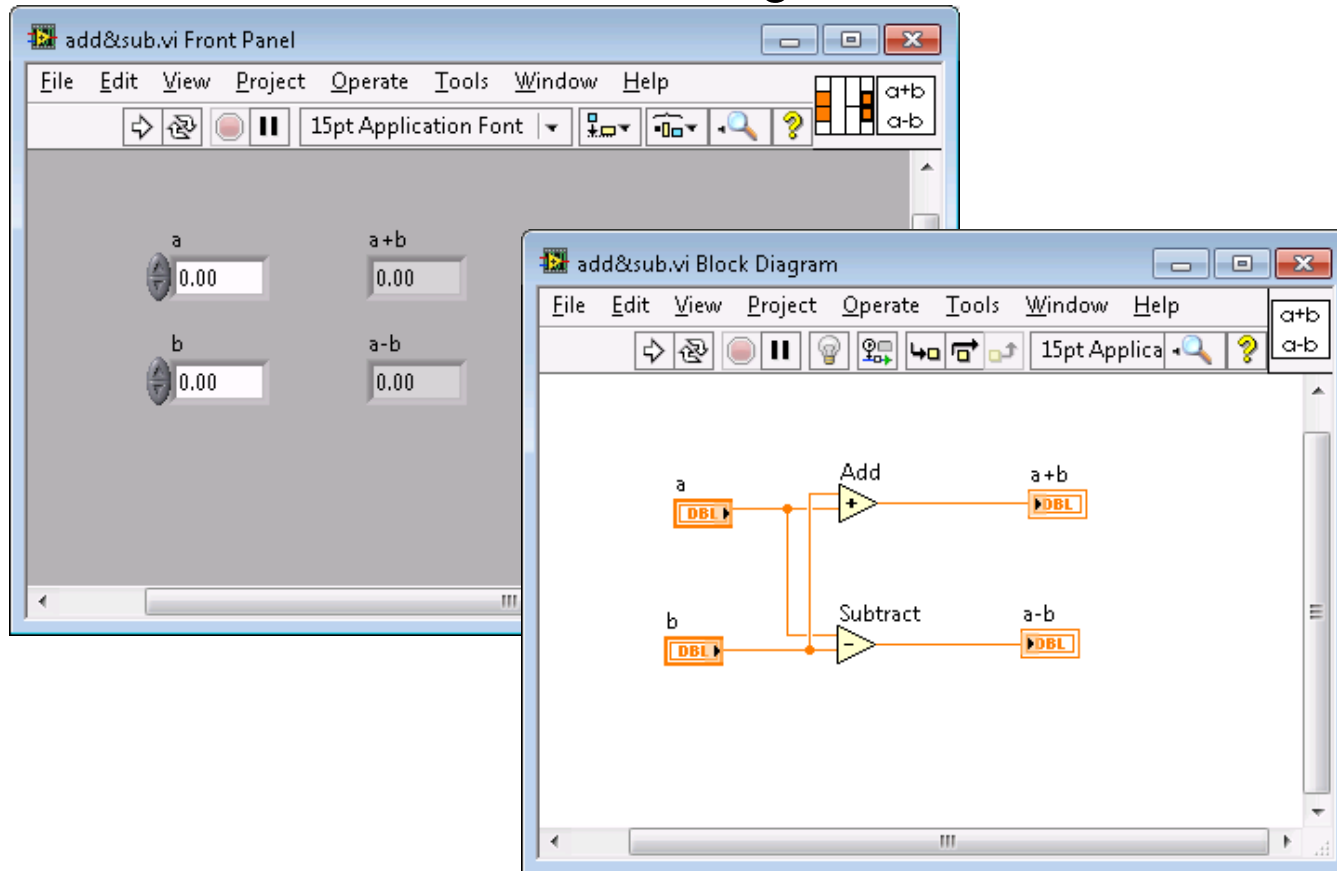 add&sub.vi Front Panel
File Edit View Project Operate Tools Window Help
15pt Application Font
a+b
a-b
a
a+b
0.00
0.00
b
a-b
0.00
0.00
add&sub.vi Block Diagram
File Edit View Project Operate Tools Window Help
a+b
a-b
15pt Applica
Add
a
a+b
DBL
DBL
Subtract
b
a-b
DBL
DBL